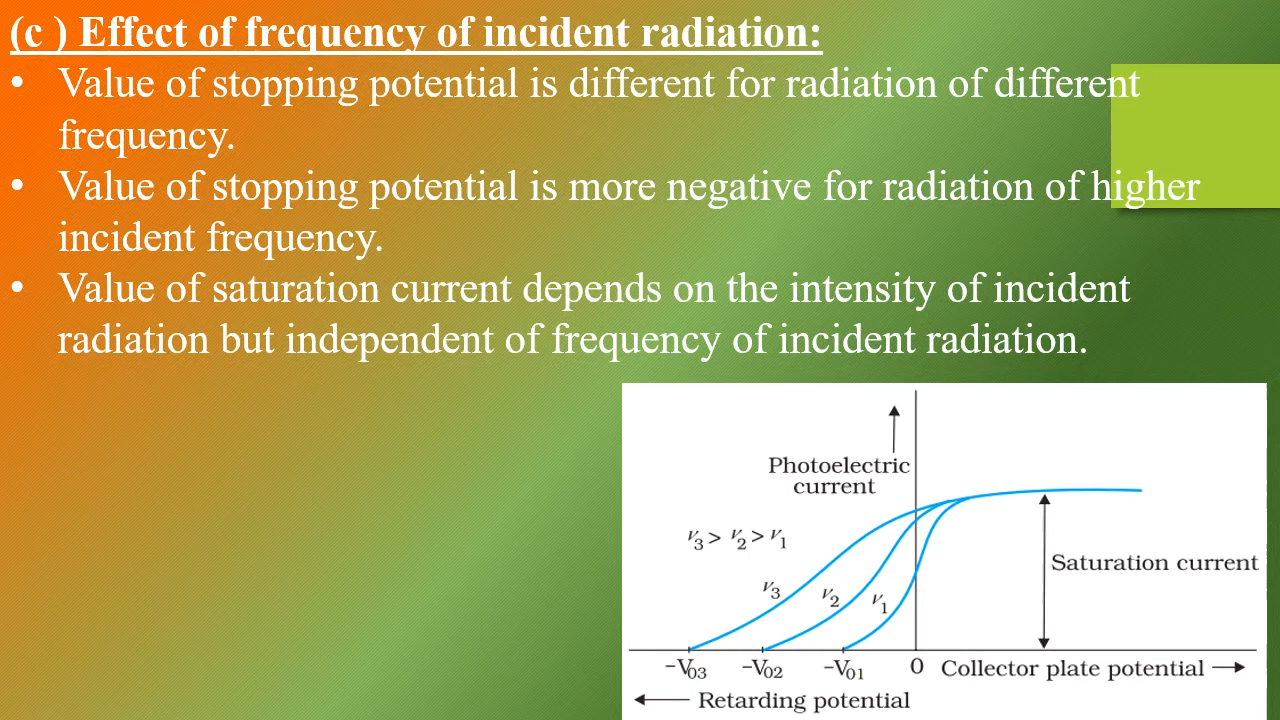 (c ) Effect of frequency of incident radiation:
• Value of stopping potential is different for radiation of different
frequency.
• Value of stopping potential is more negative for radiation of higher
incident frequency.
• Value of saturation current depends on the intensity of incident
radiation but independent of frequency of incident radiation.
Photoelectric
current
ν₃ > ν₂ > ν₁
Saturation current
ν₃ ν₂ ν₁
−V₀₃ −V₀₂ −V₀₁ 0 Collector plate potential →
← Retarding potential